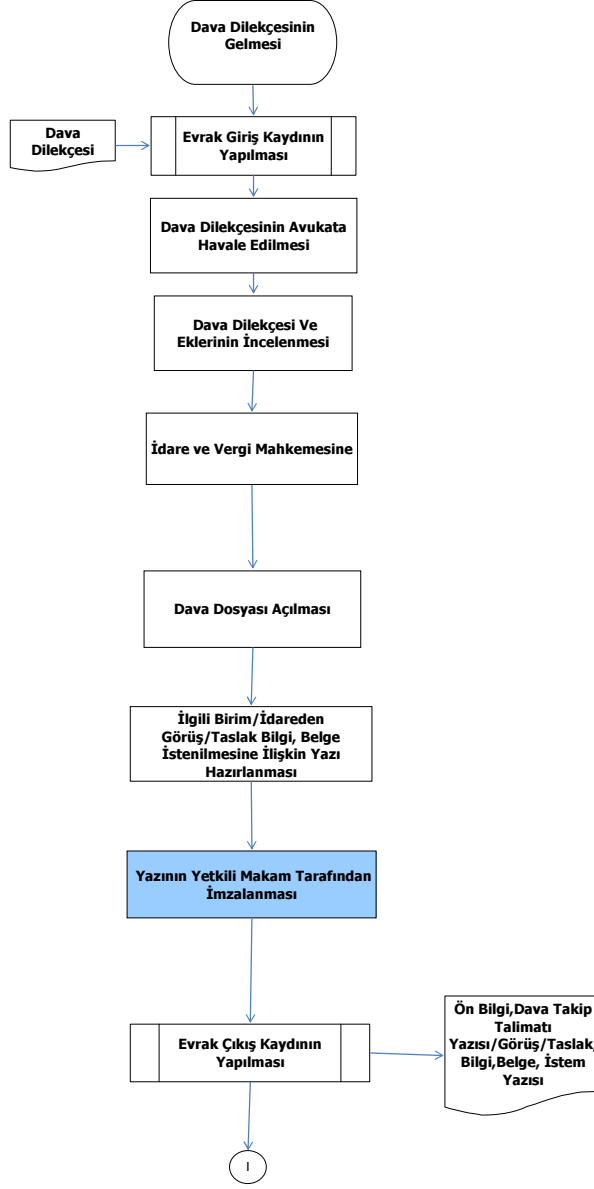 Dava Dilekçesinin
Gelmesi
Dava
Dilekçesi
Evrak Giriş Kaydının
Yapılması
Dava Dilekçesinin Avukata
Havale Edilmesi
Dava Dilekçesi Ve
Eklerinin İncelenmesi
İdare ve Vergi Mahkemesine
Dava Dosyası Açılması
İlgili Birim/İdareden
Görüş/Taslak Bilgi, Belge
İstenilmesine İlişkin Yazı
Hazırlanması
Yazının Yetkili Makam Tarafından
İmzalanması
Evrak Çıkış Kaydının
Yapılması
Ön Bilgi,Dava Takip
Talimatı
Yazısı/Görüş/Taslak,
Bilgi,Belge, İstem
Yazısı
I